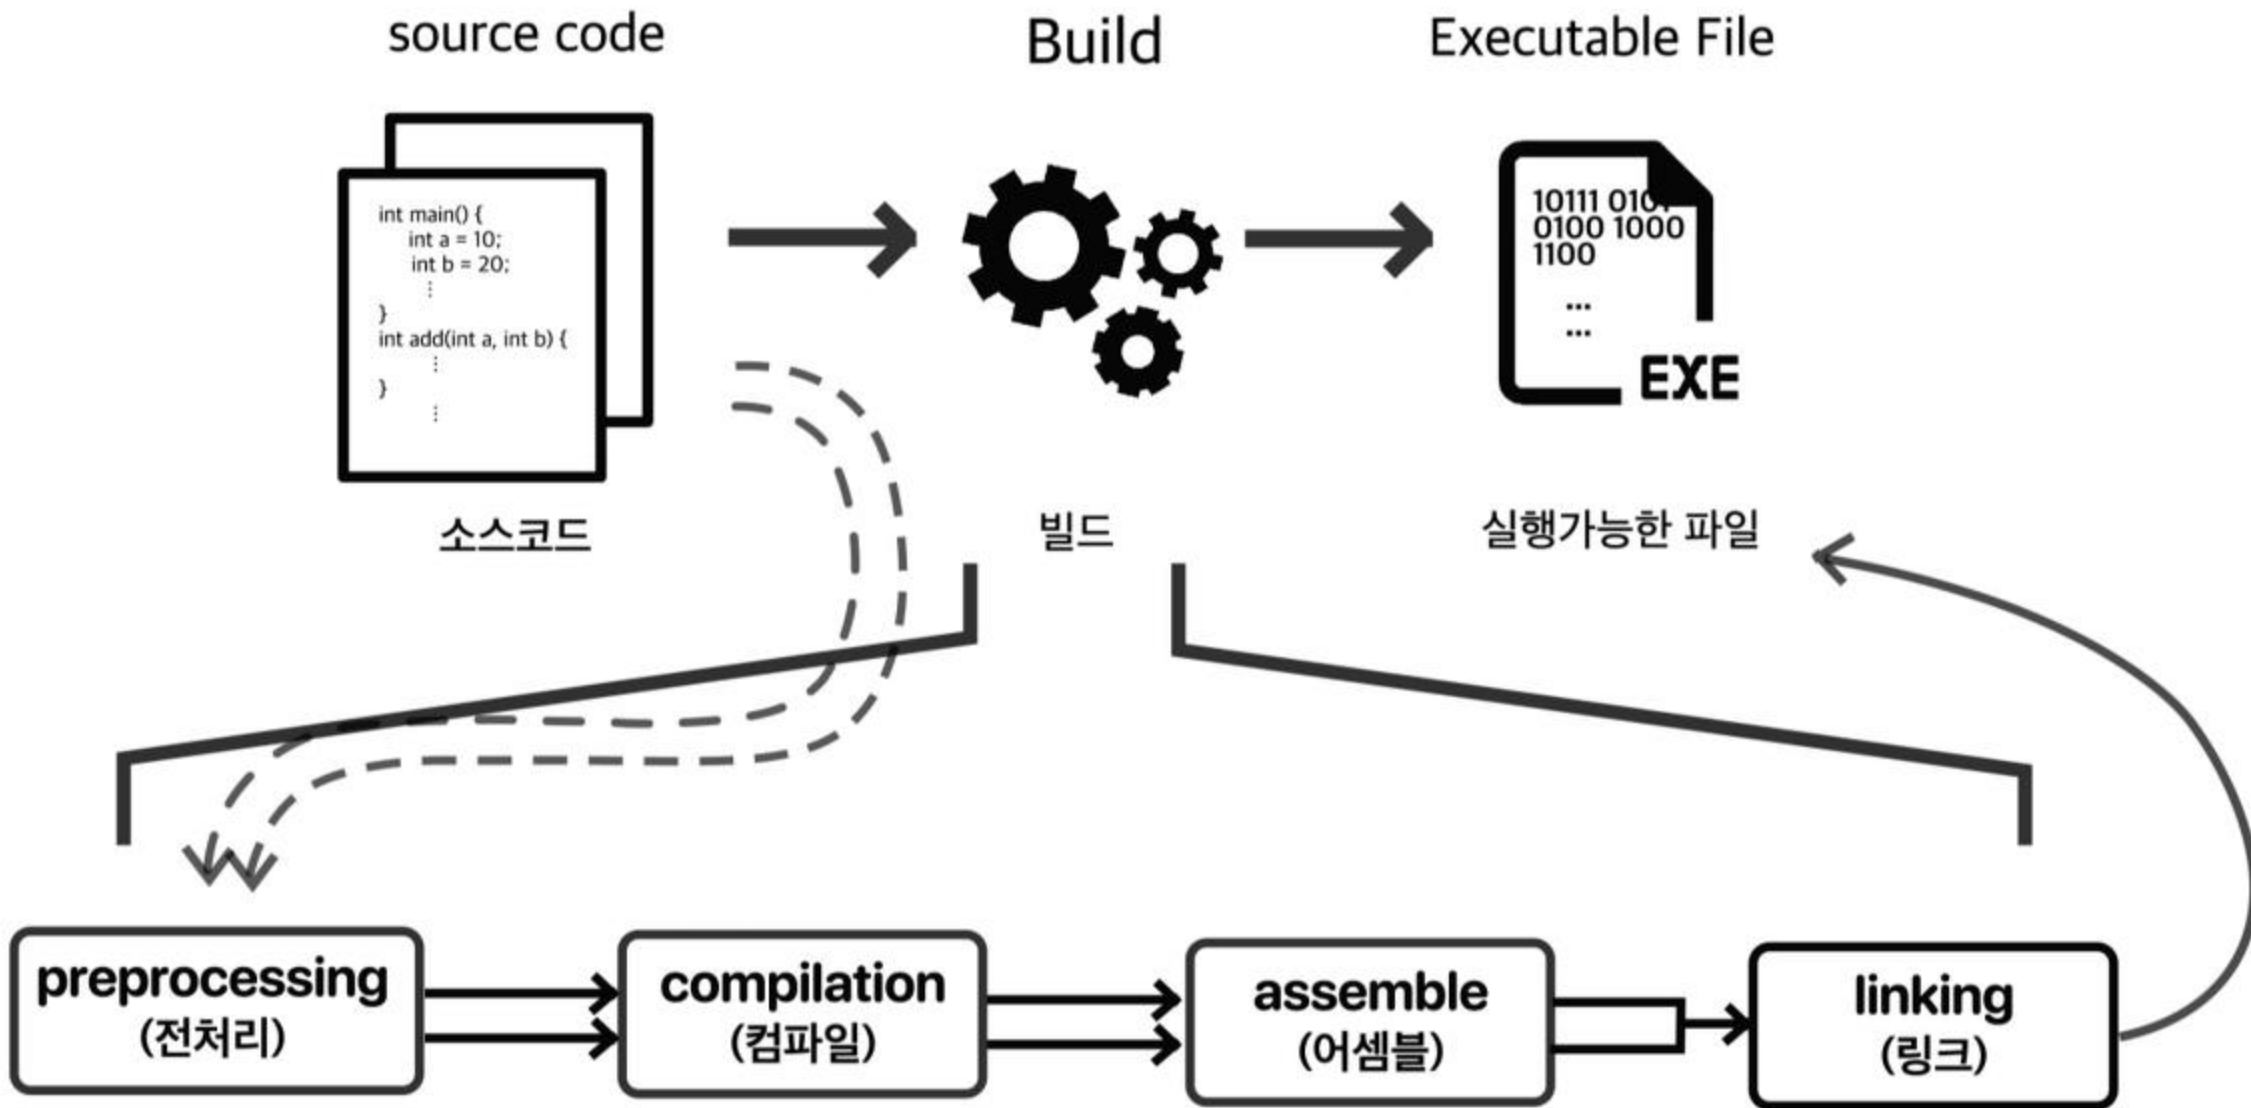 source code
Build
Executable File
int main() {
int a = 10;
int b = 20;
⋮
}
int add(int a, int b) {
⋮
}
⋮
10111 0101
0100 1000
1100
...
...
EXE
소스코드
빌드
실행가능한 파일
preprocessing
(전처리)
compilation
(컴파일)
assemble
(어셈블)
linking
(링크)